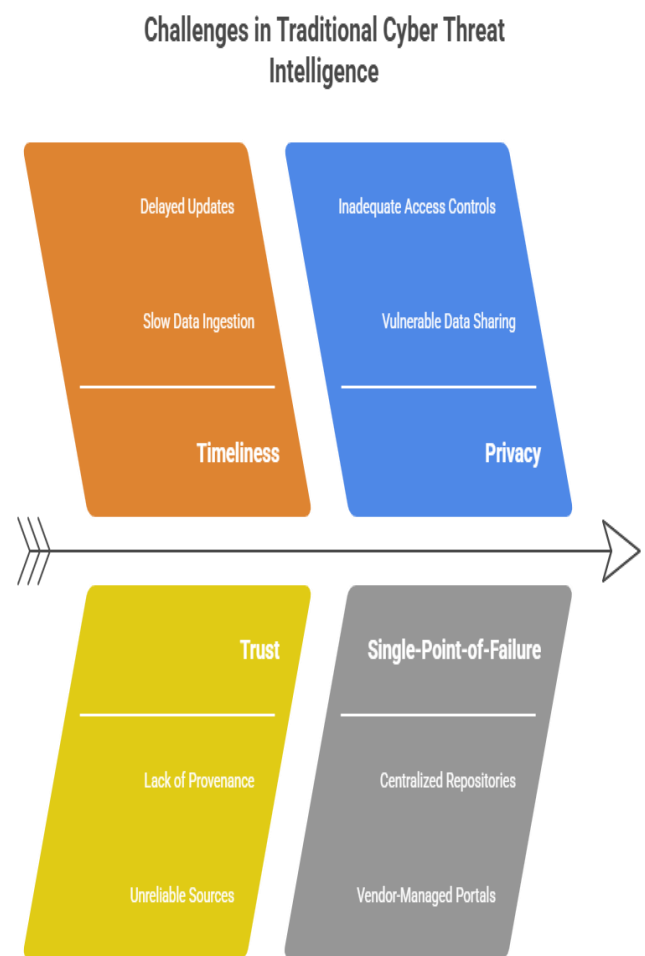 Challenges in Traditional Cyber Threat
Intelligence
Delayed Updates
Slow Data Ingestion
Timeliness
Inadequate Access Controls
Vulnerable Data Sharing
Privacy
Trust
Lack of Provenance
Unreliable Sources
Single-Point-of-Failure
Centralized Repositories
Vendor-Managed Portals